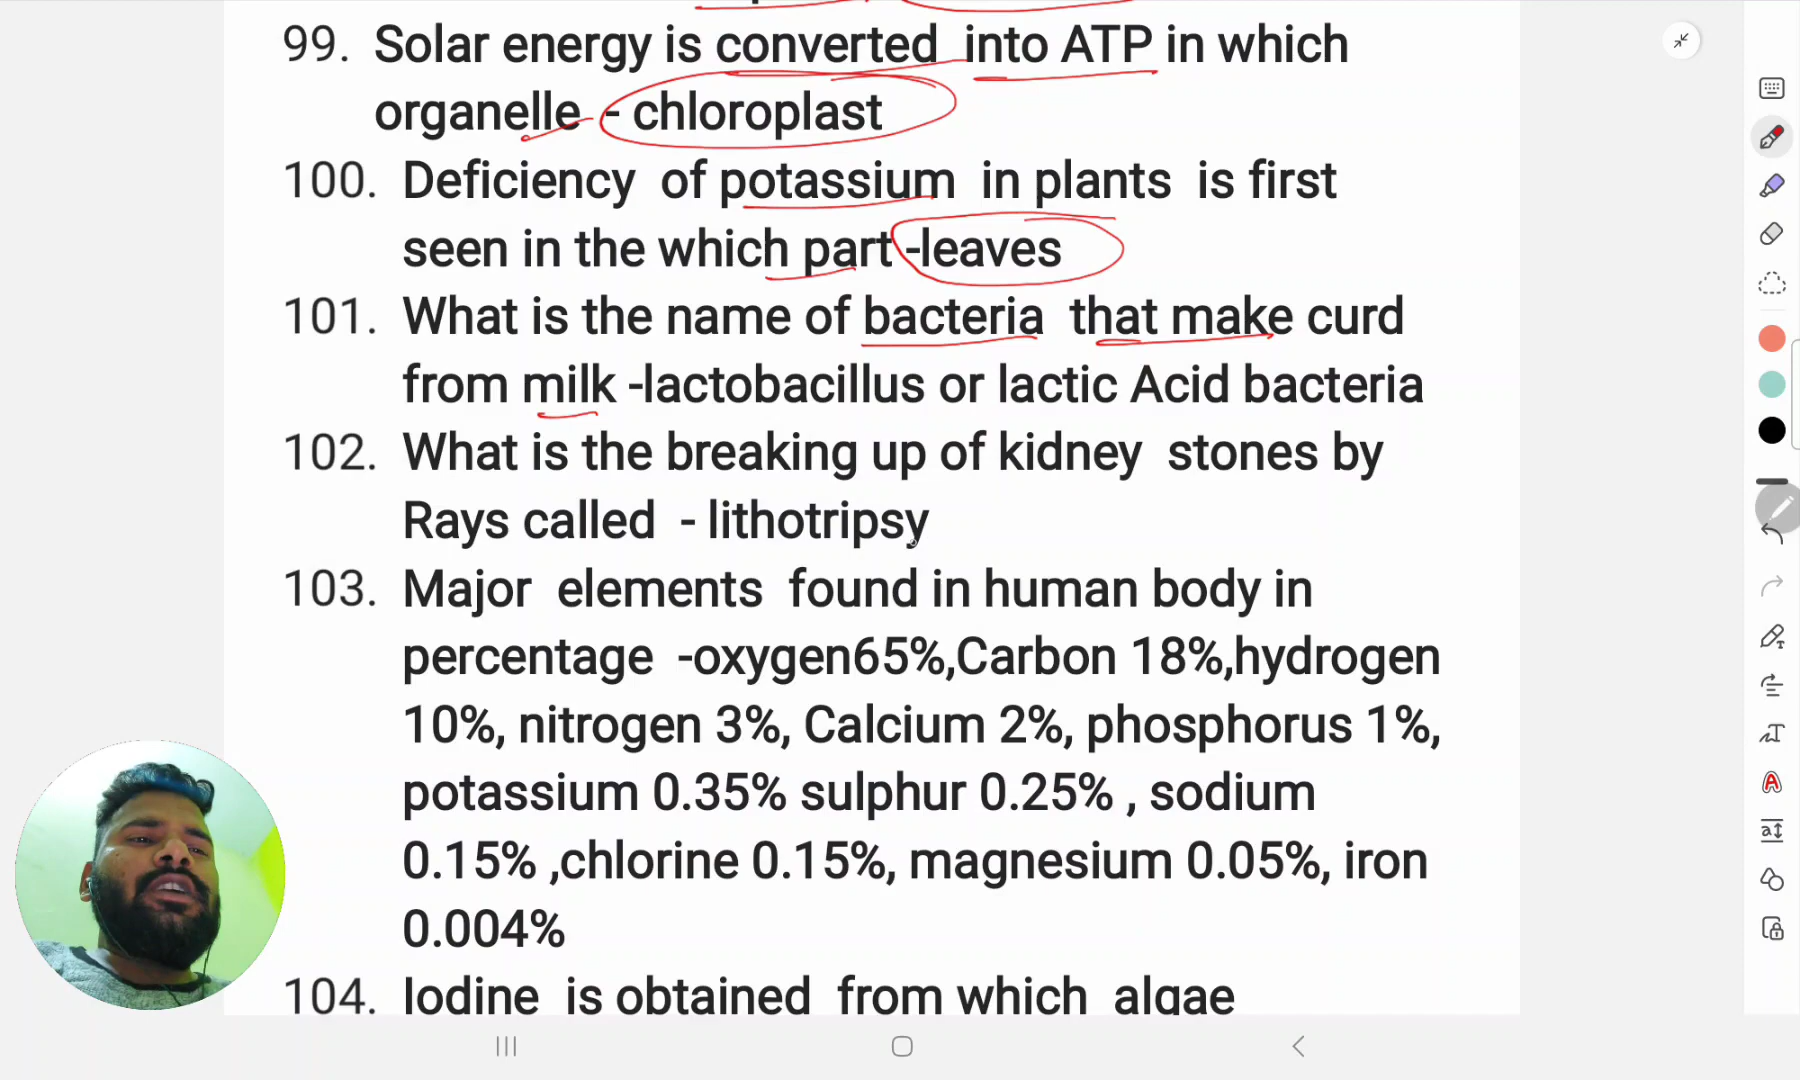 99. Solar energy is converted into ATP in which
organelle - chloroplast
100. Deficiency of potassium in plants is first
seen in the which part -leaves
101. What is the name of bacteria that make curd
from milk -lactobacillus or lactic Acid bacteria
102. What is the breaking up of kidney stones by
Rays called - lithotripsy
103. Major elements found in human body in
percentage -oxygen65%,Carbon 18%,hydrogen
10%, nitrogen 3%, Calcium 2%, phosphorus 1%,
potassium 0.35% sulphur 0.25% , sodium
0.15% ,chlorine 0.15%, magnesium 0.05%, iron
0.004%
104. Iodine is obtained from which algae